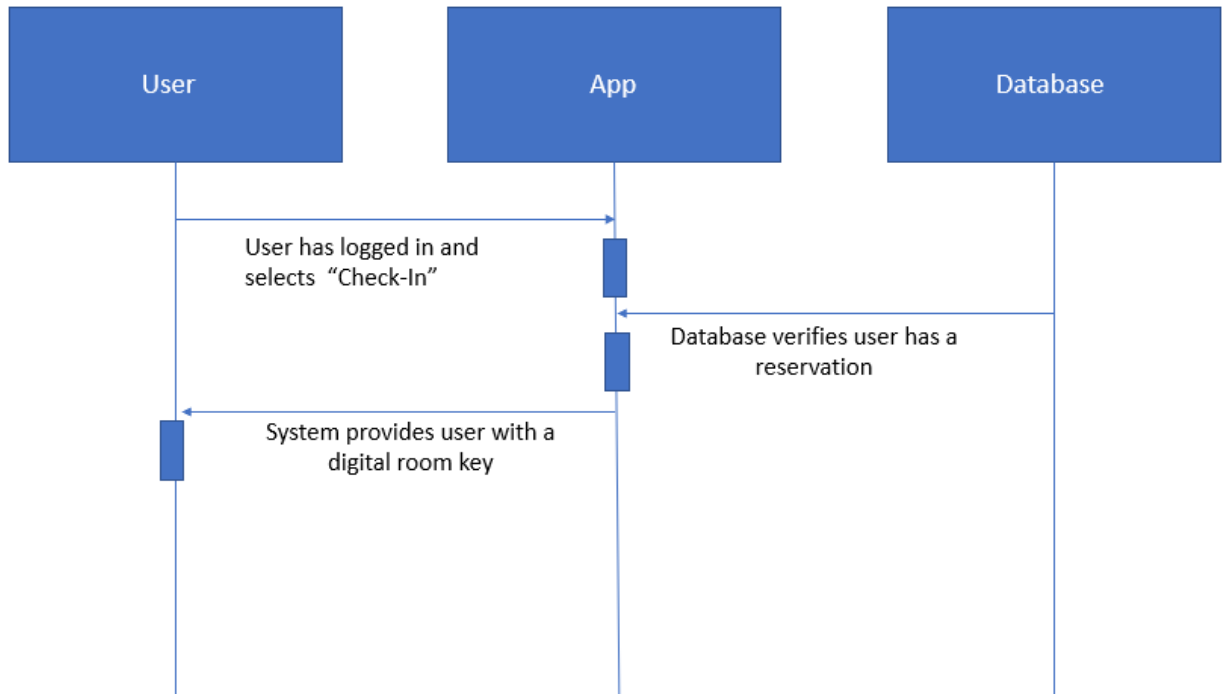 User
App
Database
User has logged in and
selects  “Check-In”
Database verifies user has a
reservation
System provides user with a
digital room key